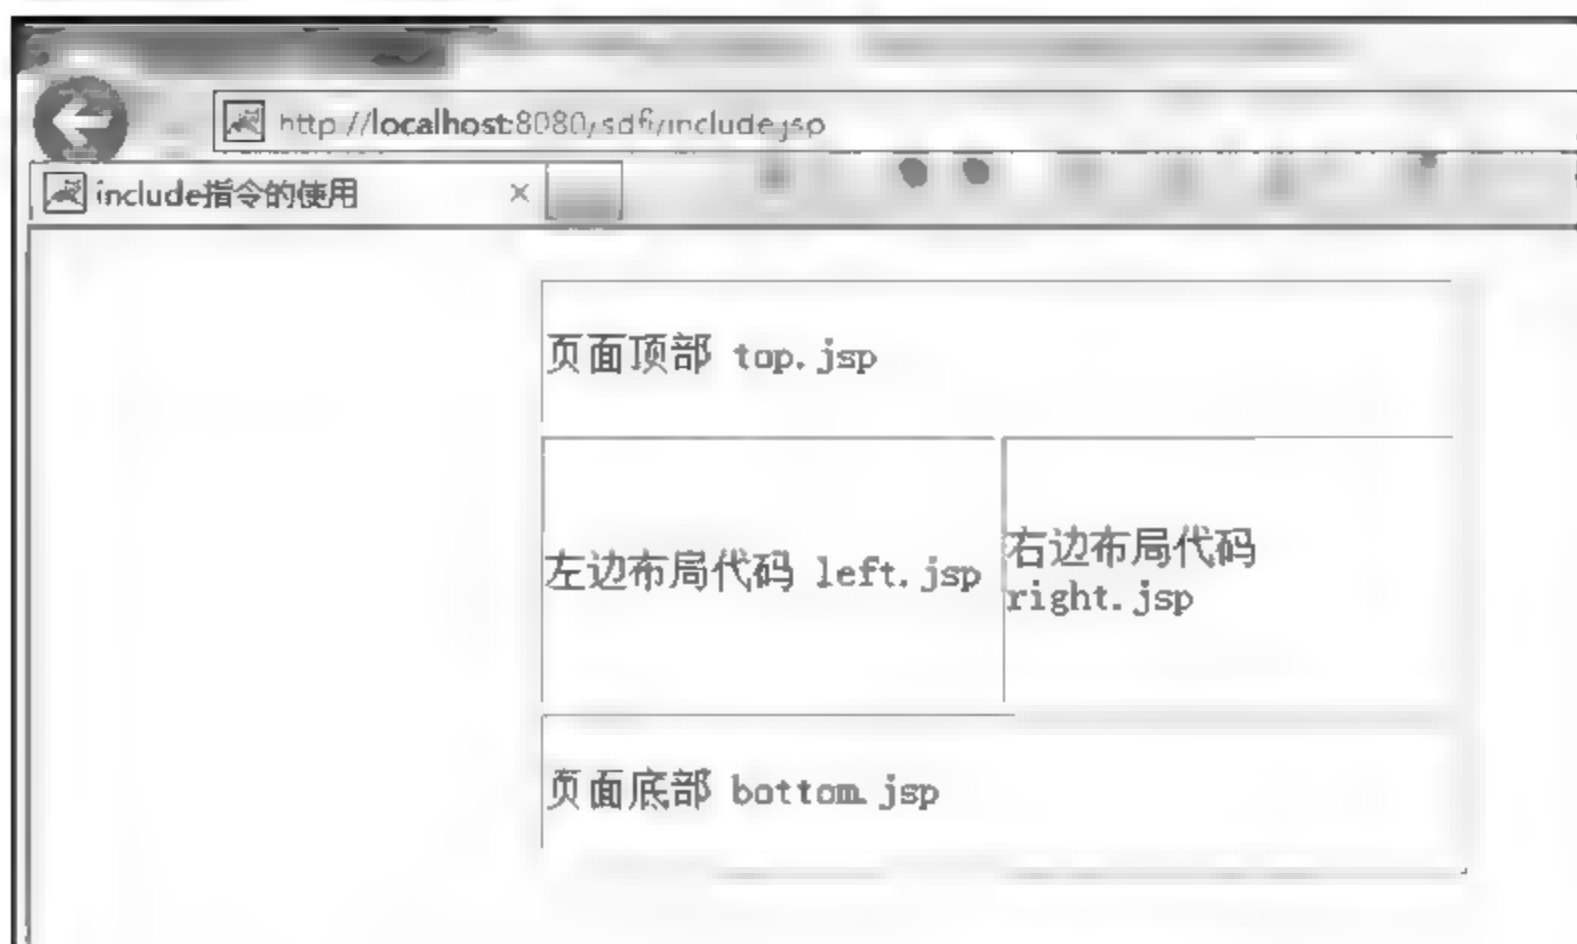 http://localhost:8080/sdfi/include.jsp
include指令的使用
页面顶部 top.jsp
左边布局代码 left.jsp
右边布局代码
right.jsp
页面底部 bottom.jsp